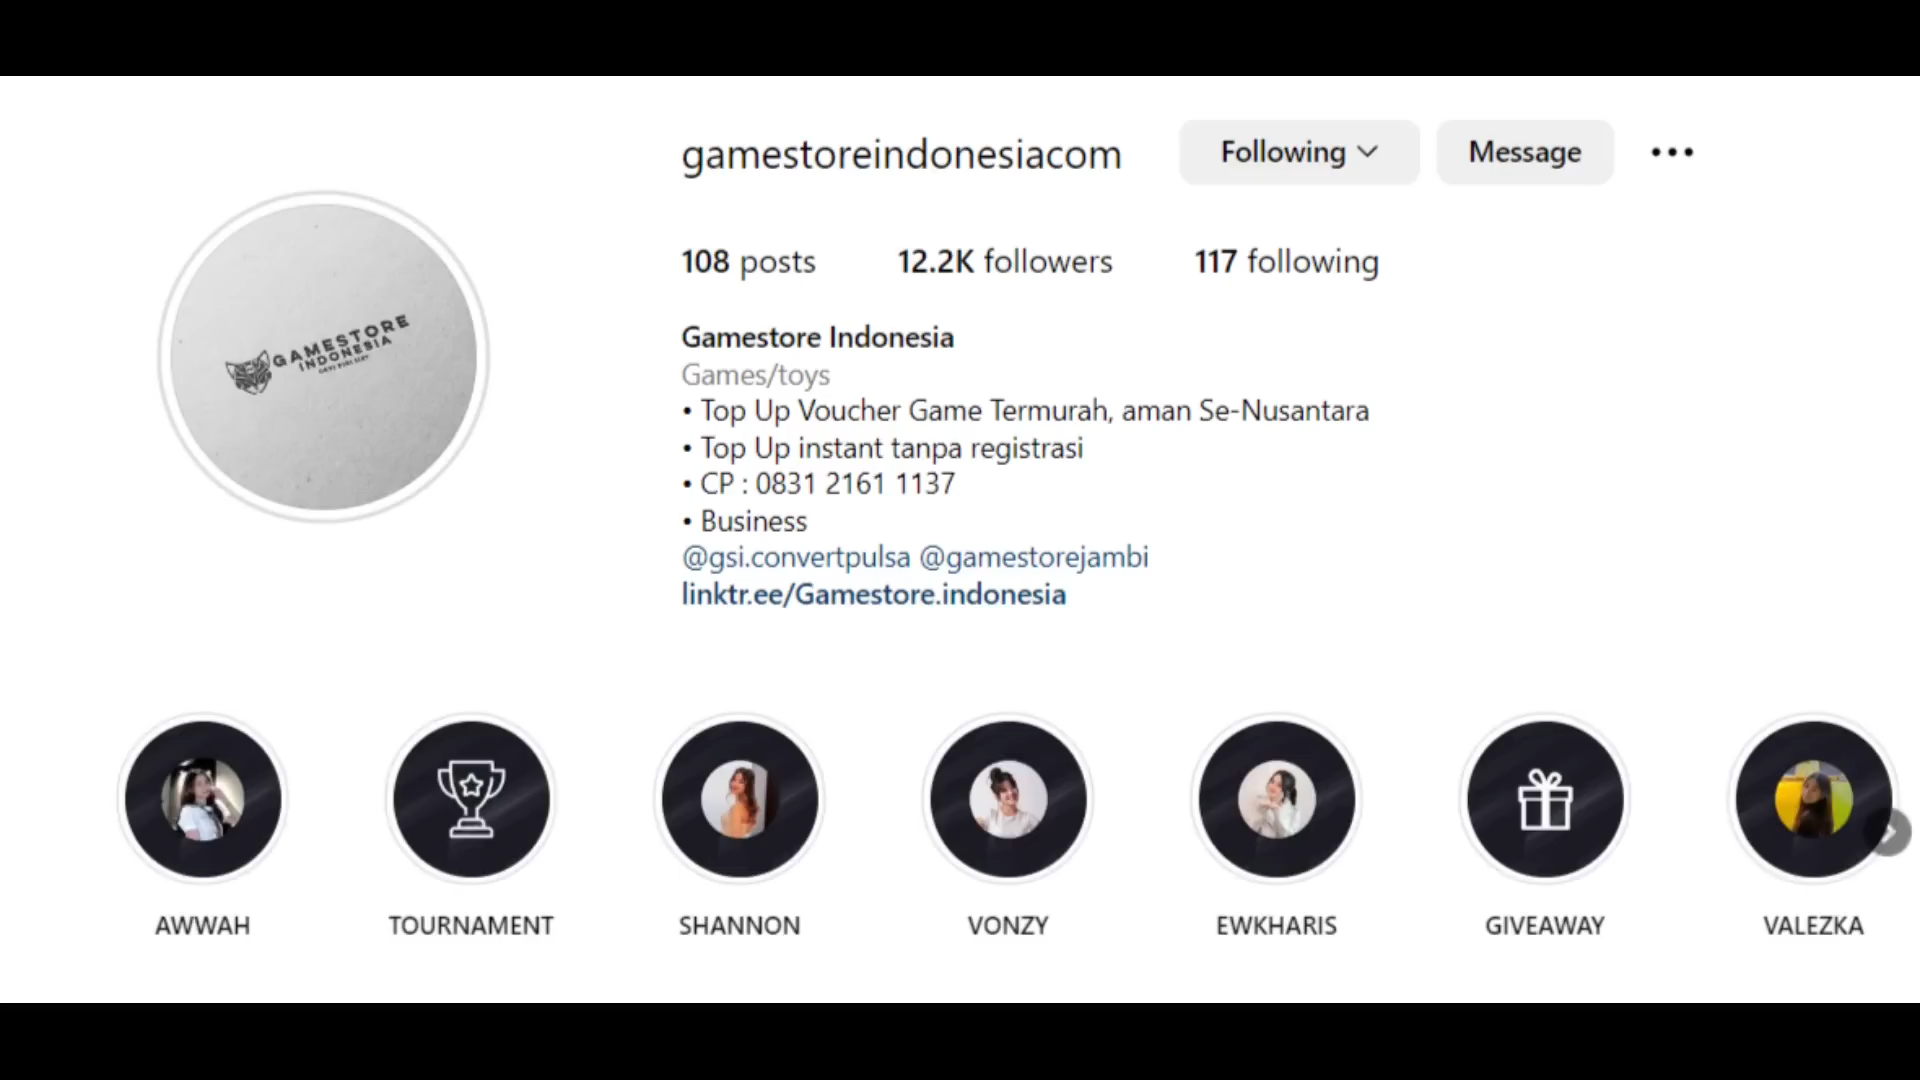 gamestoreindonesiacom
Following
Message
108 posts
12.2K followers
117 following
GAMESTORE
INDONESIA
Gamestore Indonesia
Games/toys
• Top Up Voucher Game Termurah, aman Se-Nusantara
• Top Up instant tanpa registrasi
• CP : 0831 2161 1137
• Business
@gsi.convertpulsa @gamestorejambi
linktr.ee/Gamestore.indonesia
AWWAH
TOURNAMENT
SHANNON
VONZY
EWKHARIS
GIVEAWAY
VALEZKA